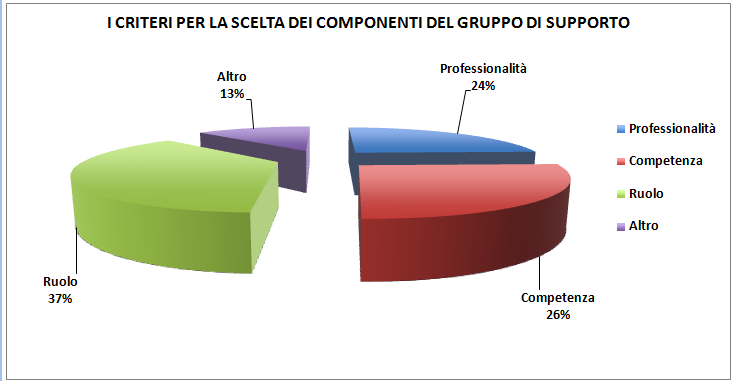 I CRITERI PER LA SCELTA DEI COMPONENTI DEL GRUPPO DI SUPPORTO
Professionalità
24%
Altro
13%
Ruolo
37%
Competenza
26%
Professionalità
Competenza
Ruolo
Altro